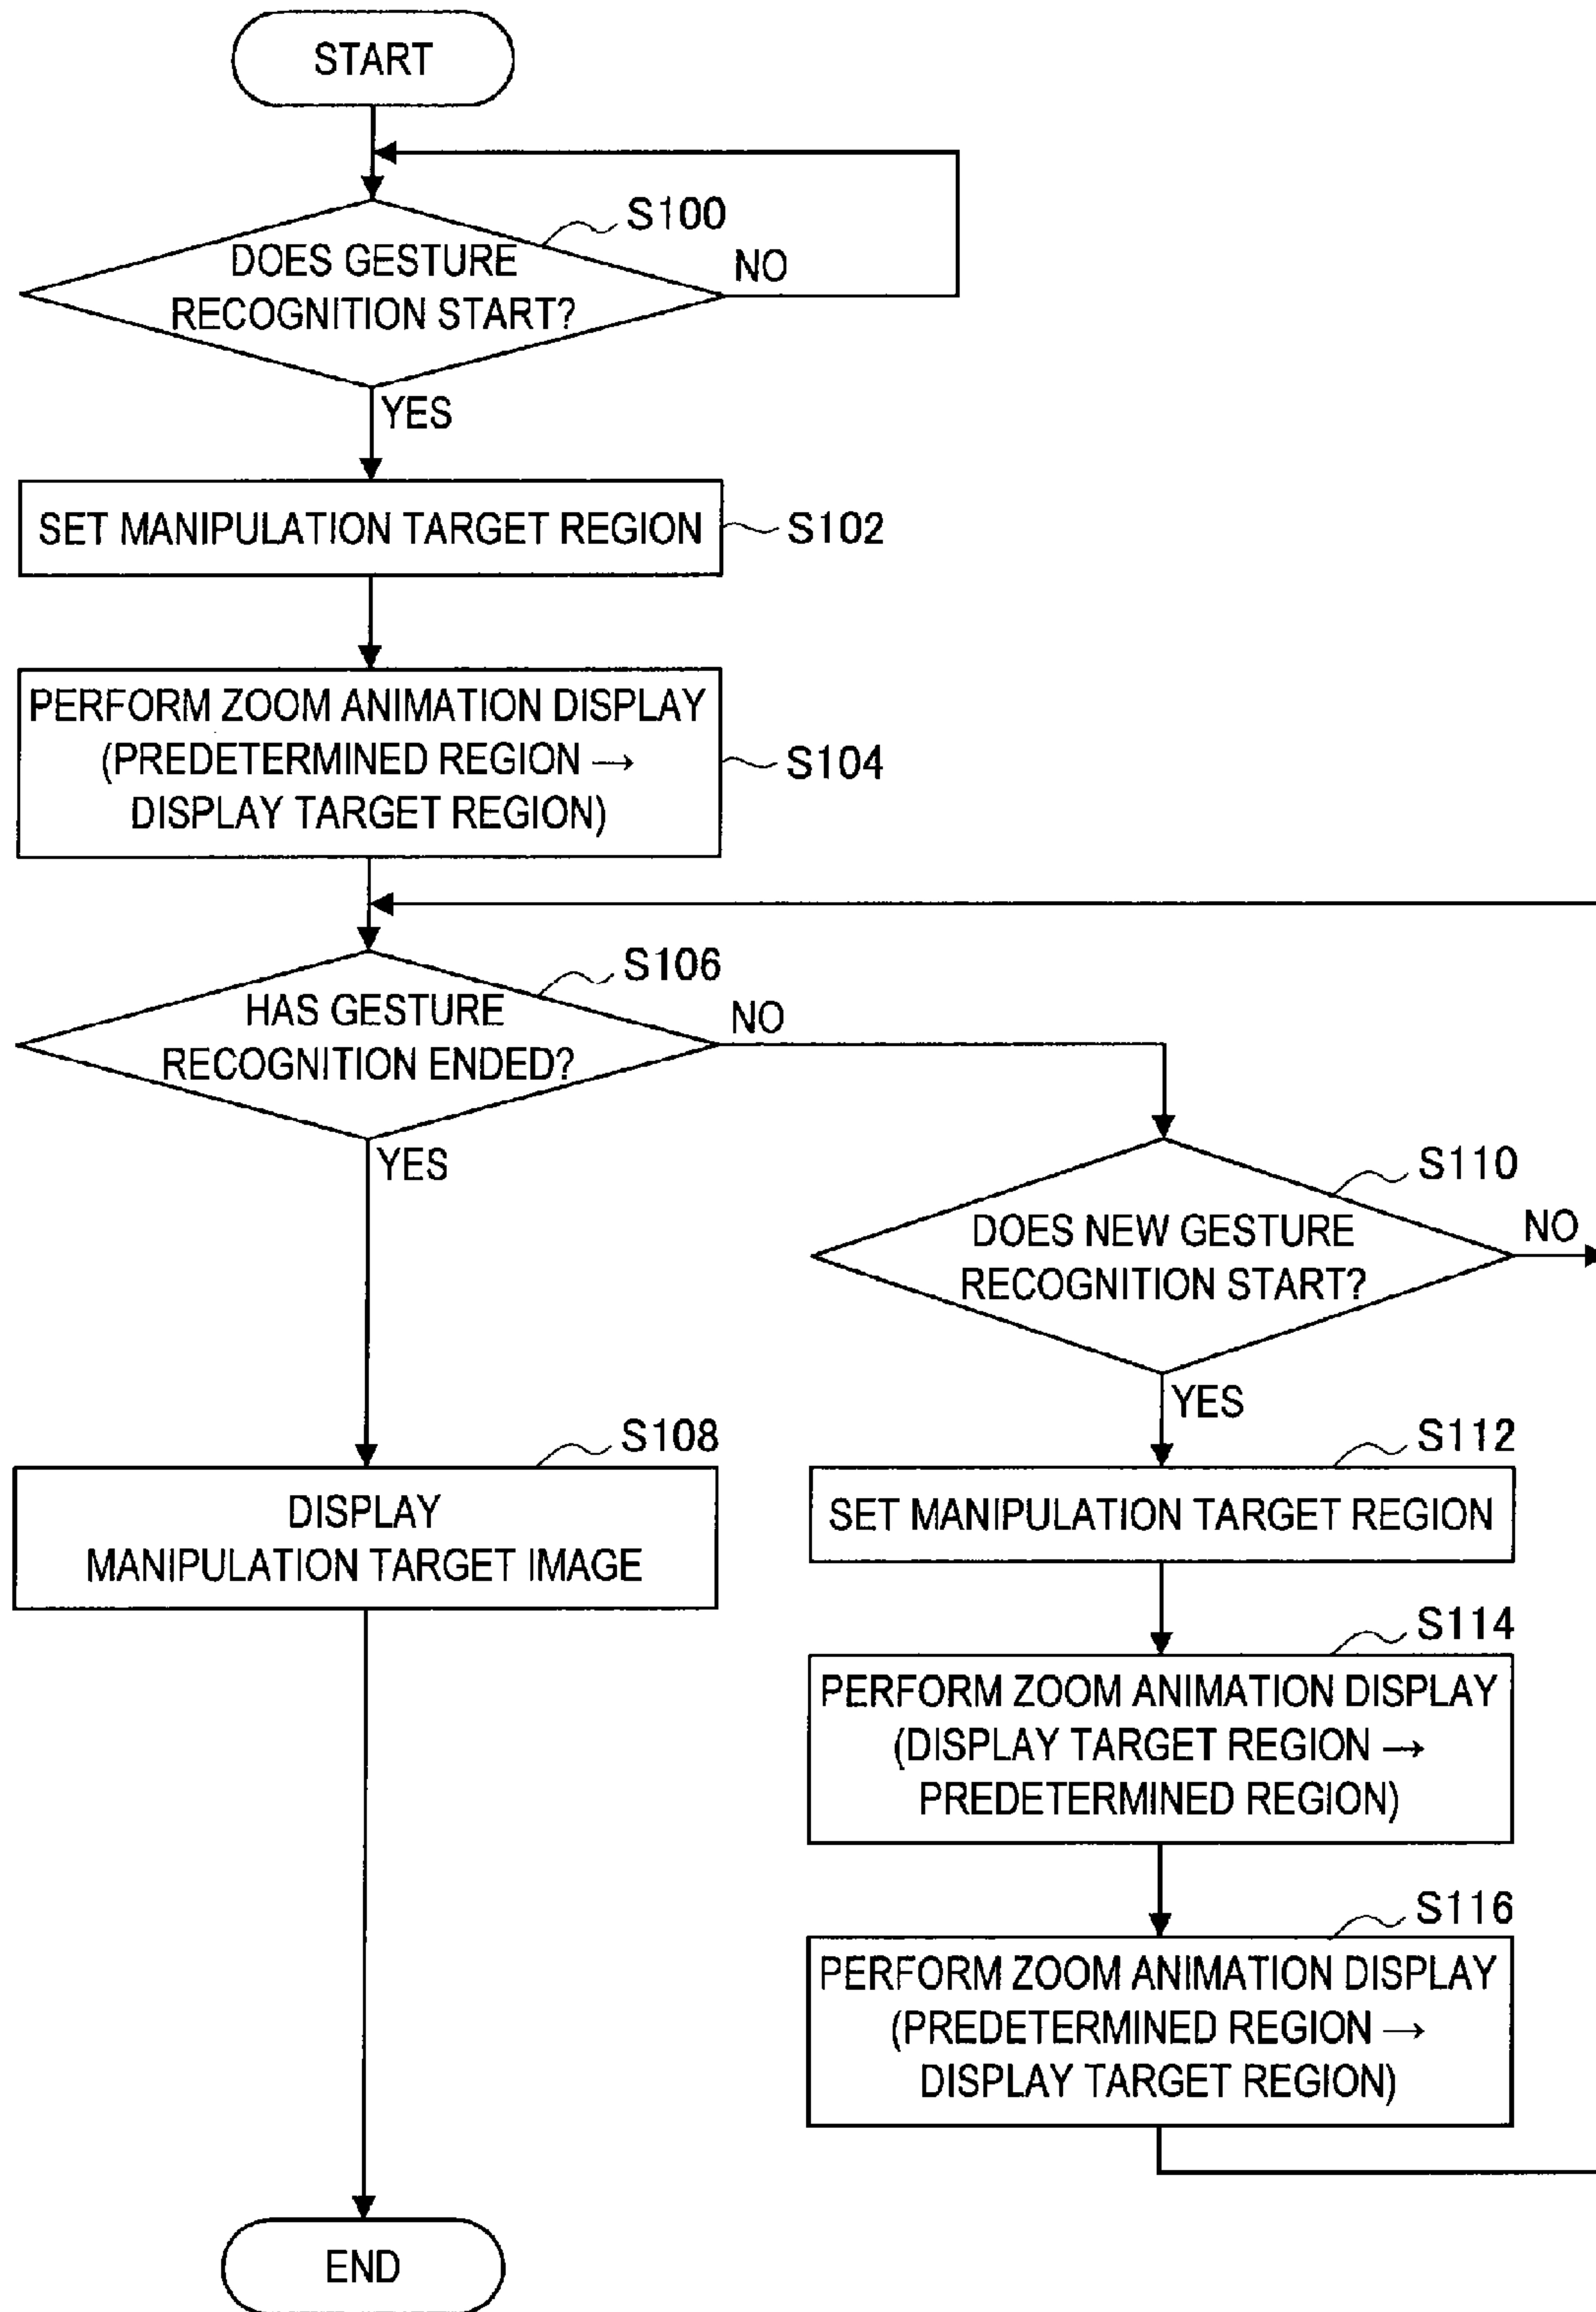 START
S100
DOES GESTURE
RECOGNITION START?
NO
YES
SET MANIPULATION TARGET REGION
S102
PERFORM ZOOM ANIMATION DISPLAY
(PREDETERMINED REGION →
DISPLAY TARGET REGION)
S104
S106
HAS GESTURE
RECOGNITION ENDED?
NO
YES
S108
DISPLAY
MANIPULATION TARGET IMAGE
S110
DOES NEW GESTURE
RECOGNITION START?
NO
YES
S112
SET MANIPULATION TARGET REGION
S114
PERFORM ZOOM ANIMATION DISPLAY
(DISPLAY TARGET REGION →
PREDETERMINED REGION)
S116
PERFORM ZOOM ANIMATION DISPLAY
(PREDETERMINED REGION →
DISPLAY TARGET REGION)
END